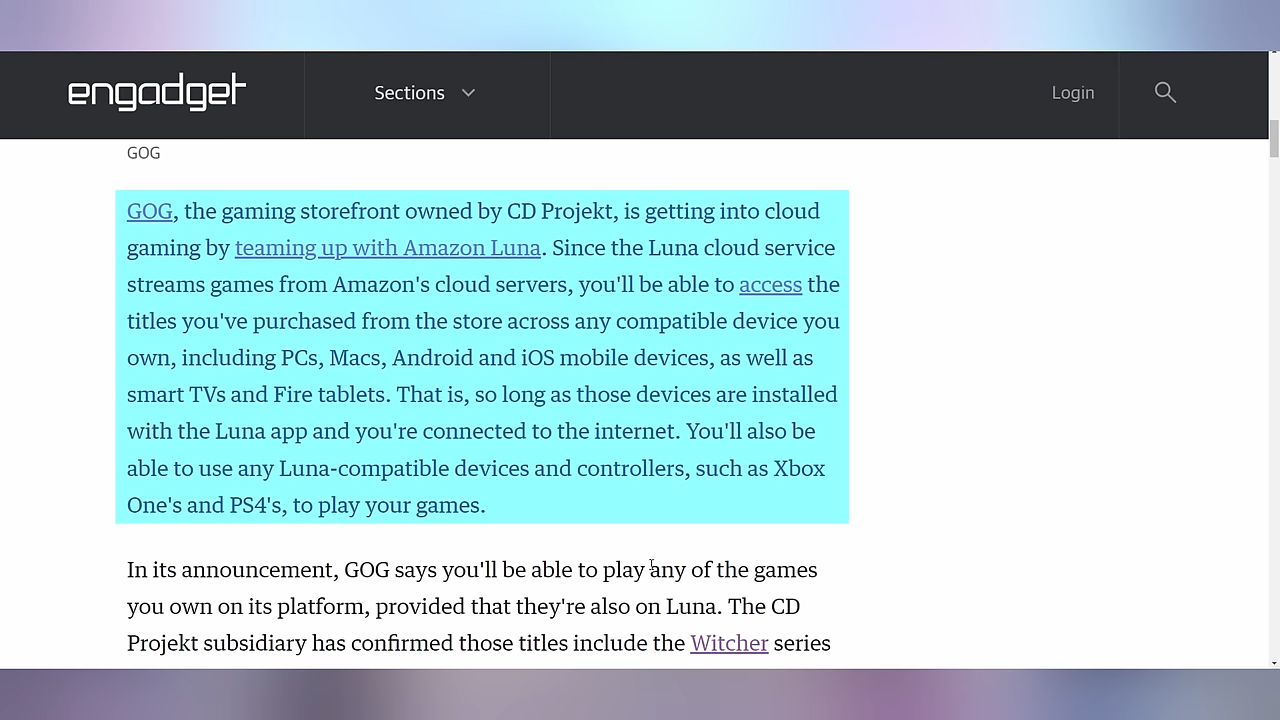 engadget
Sections
Login
GOG
GOG, the gaming storefront owned by CD Projekt, is getting into cloud
gaming by teaming up with Amazon Luna. Since the Luna cloud service
streams games from Amazon's cloud servers, you'll be able to access the
titles you've purchased from the store across any compatible device you
own, including PCs, Macs, Android and iOS mobile devices, as well as
smart TVs and Fire tablets. That is, so long as those devices are installed
with the Luna app and you're connected to the internet. You'll also be
able to use any Luna-compatible devices and controllers, such as Xbox
One's and PS4's, to play your games.
In its announcement, GOG says you'll be able to play any of the games
you own on its platform, provided that they're also on Luna. The CD
Projekt subsidiary has confirmed those titles include the Witcher series